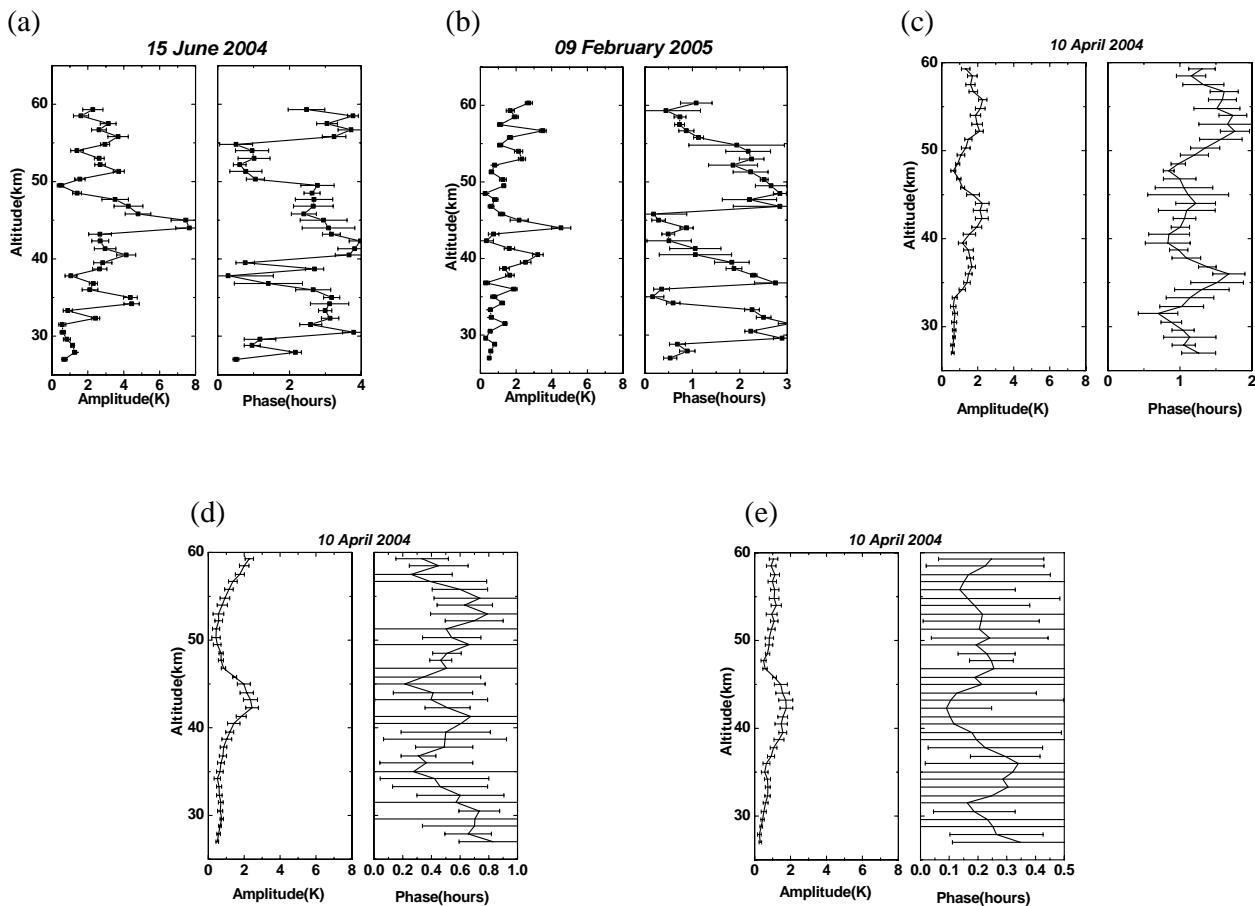 (a)
15 June 2004
Altitude(km)
60
50
40
30
0 2 4 6 8
Amplitude(K)
0 2 4
Phase(hours)
(b)
09 February 2005
Altitude(km)
60
50
40
30
0 2 4 6 8
Amplitude(K)
0 1 2 3
Phase(hours)
(c)
10 April 2004
Altitude(km)
60
50
40
30
0 2 4 6 8
Amplitude(K)
0 1 2
Phase(hours)
(d)
10 April 2004
Altitude(km)
60
50
40
30
0 2 4 6 8
Amplitude(K)
0.0 0.2 0.4 0.6 0.8 1.0
Phase(hours)
(e)
10 April 2004
Altitude(km)
60
50
40
30
0 2 4 6 8
Amplitude(K)
0.0 0.1 0.2 0.3 0.4 0.5
Phase(hours)